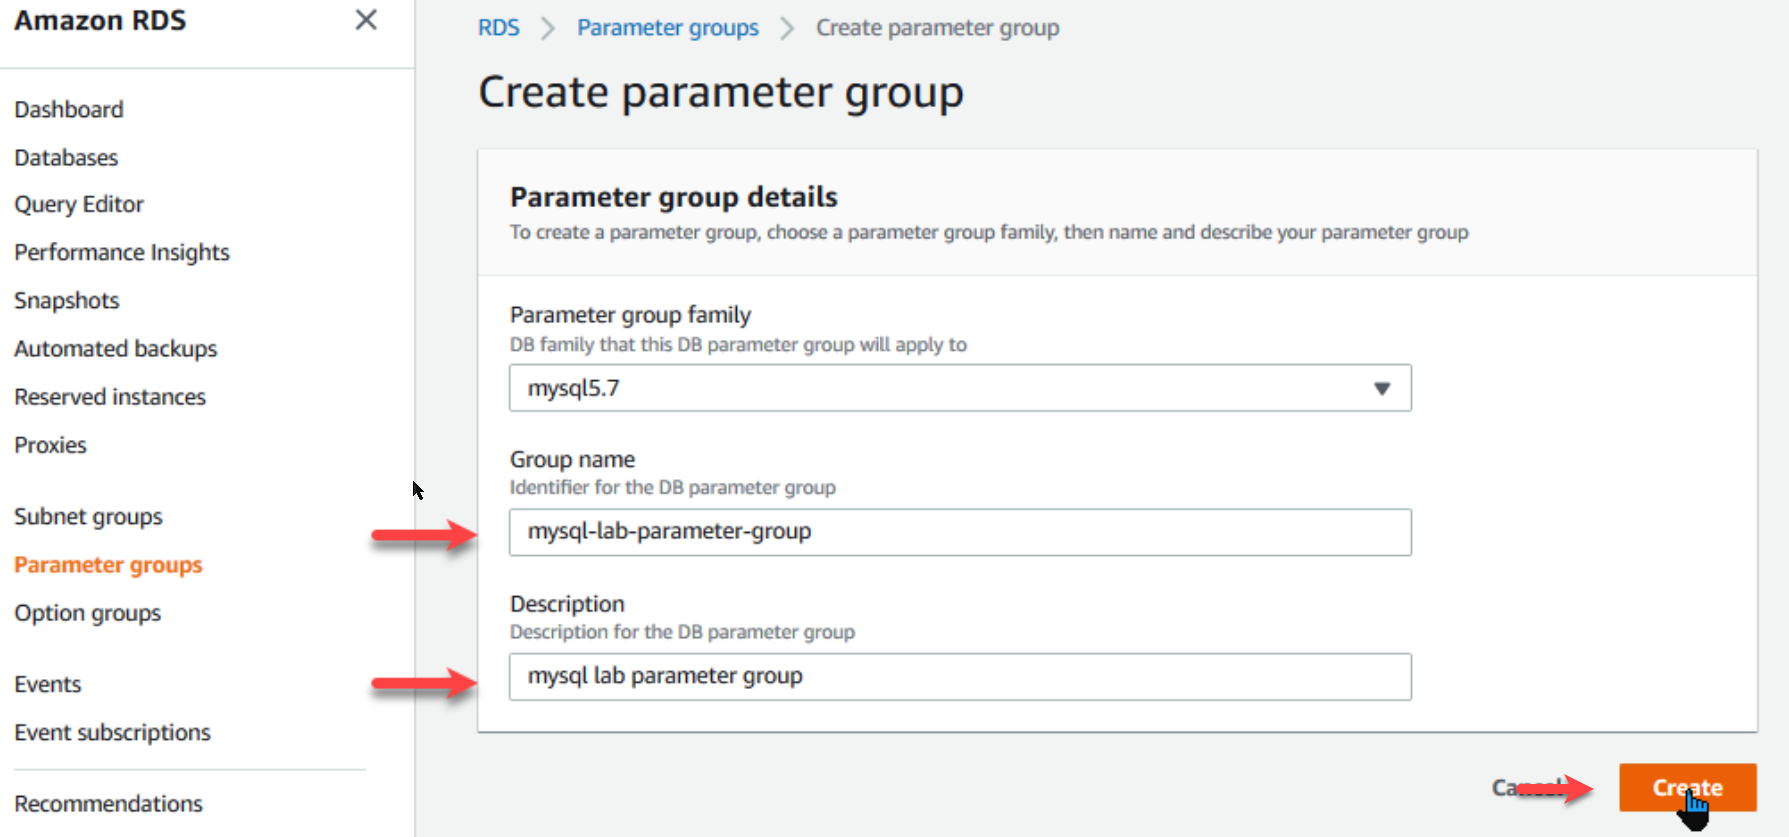 Amazon RDS
Dashboard
Databases
Query Editor
Performance Insights
Snapshots
Automated backups
Reserved instances
Proxies
Subnet groups
Parameter groups
Option groups
Events
Event subscriptions
Recommendations
RDS > Parameter groups > Create parameter group
Create parameter group
Parameter group details
To create a parameter group, choose a parameter group family, then name and describe your parameter group
Parameter group family
DB family that this DB parameter group will apply to
mysql5.7
Group name
Identifier for the DB parameter group
mysql-lab-parameter-group
Description
Description for the DB parameter group
mysql lab parameter group
Cancel
Create